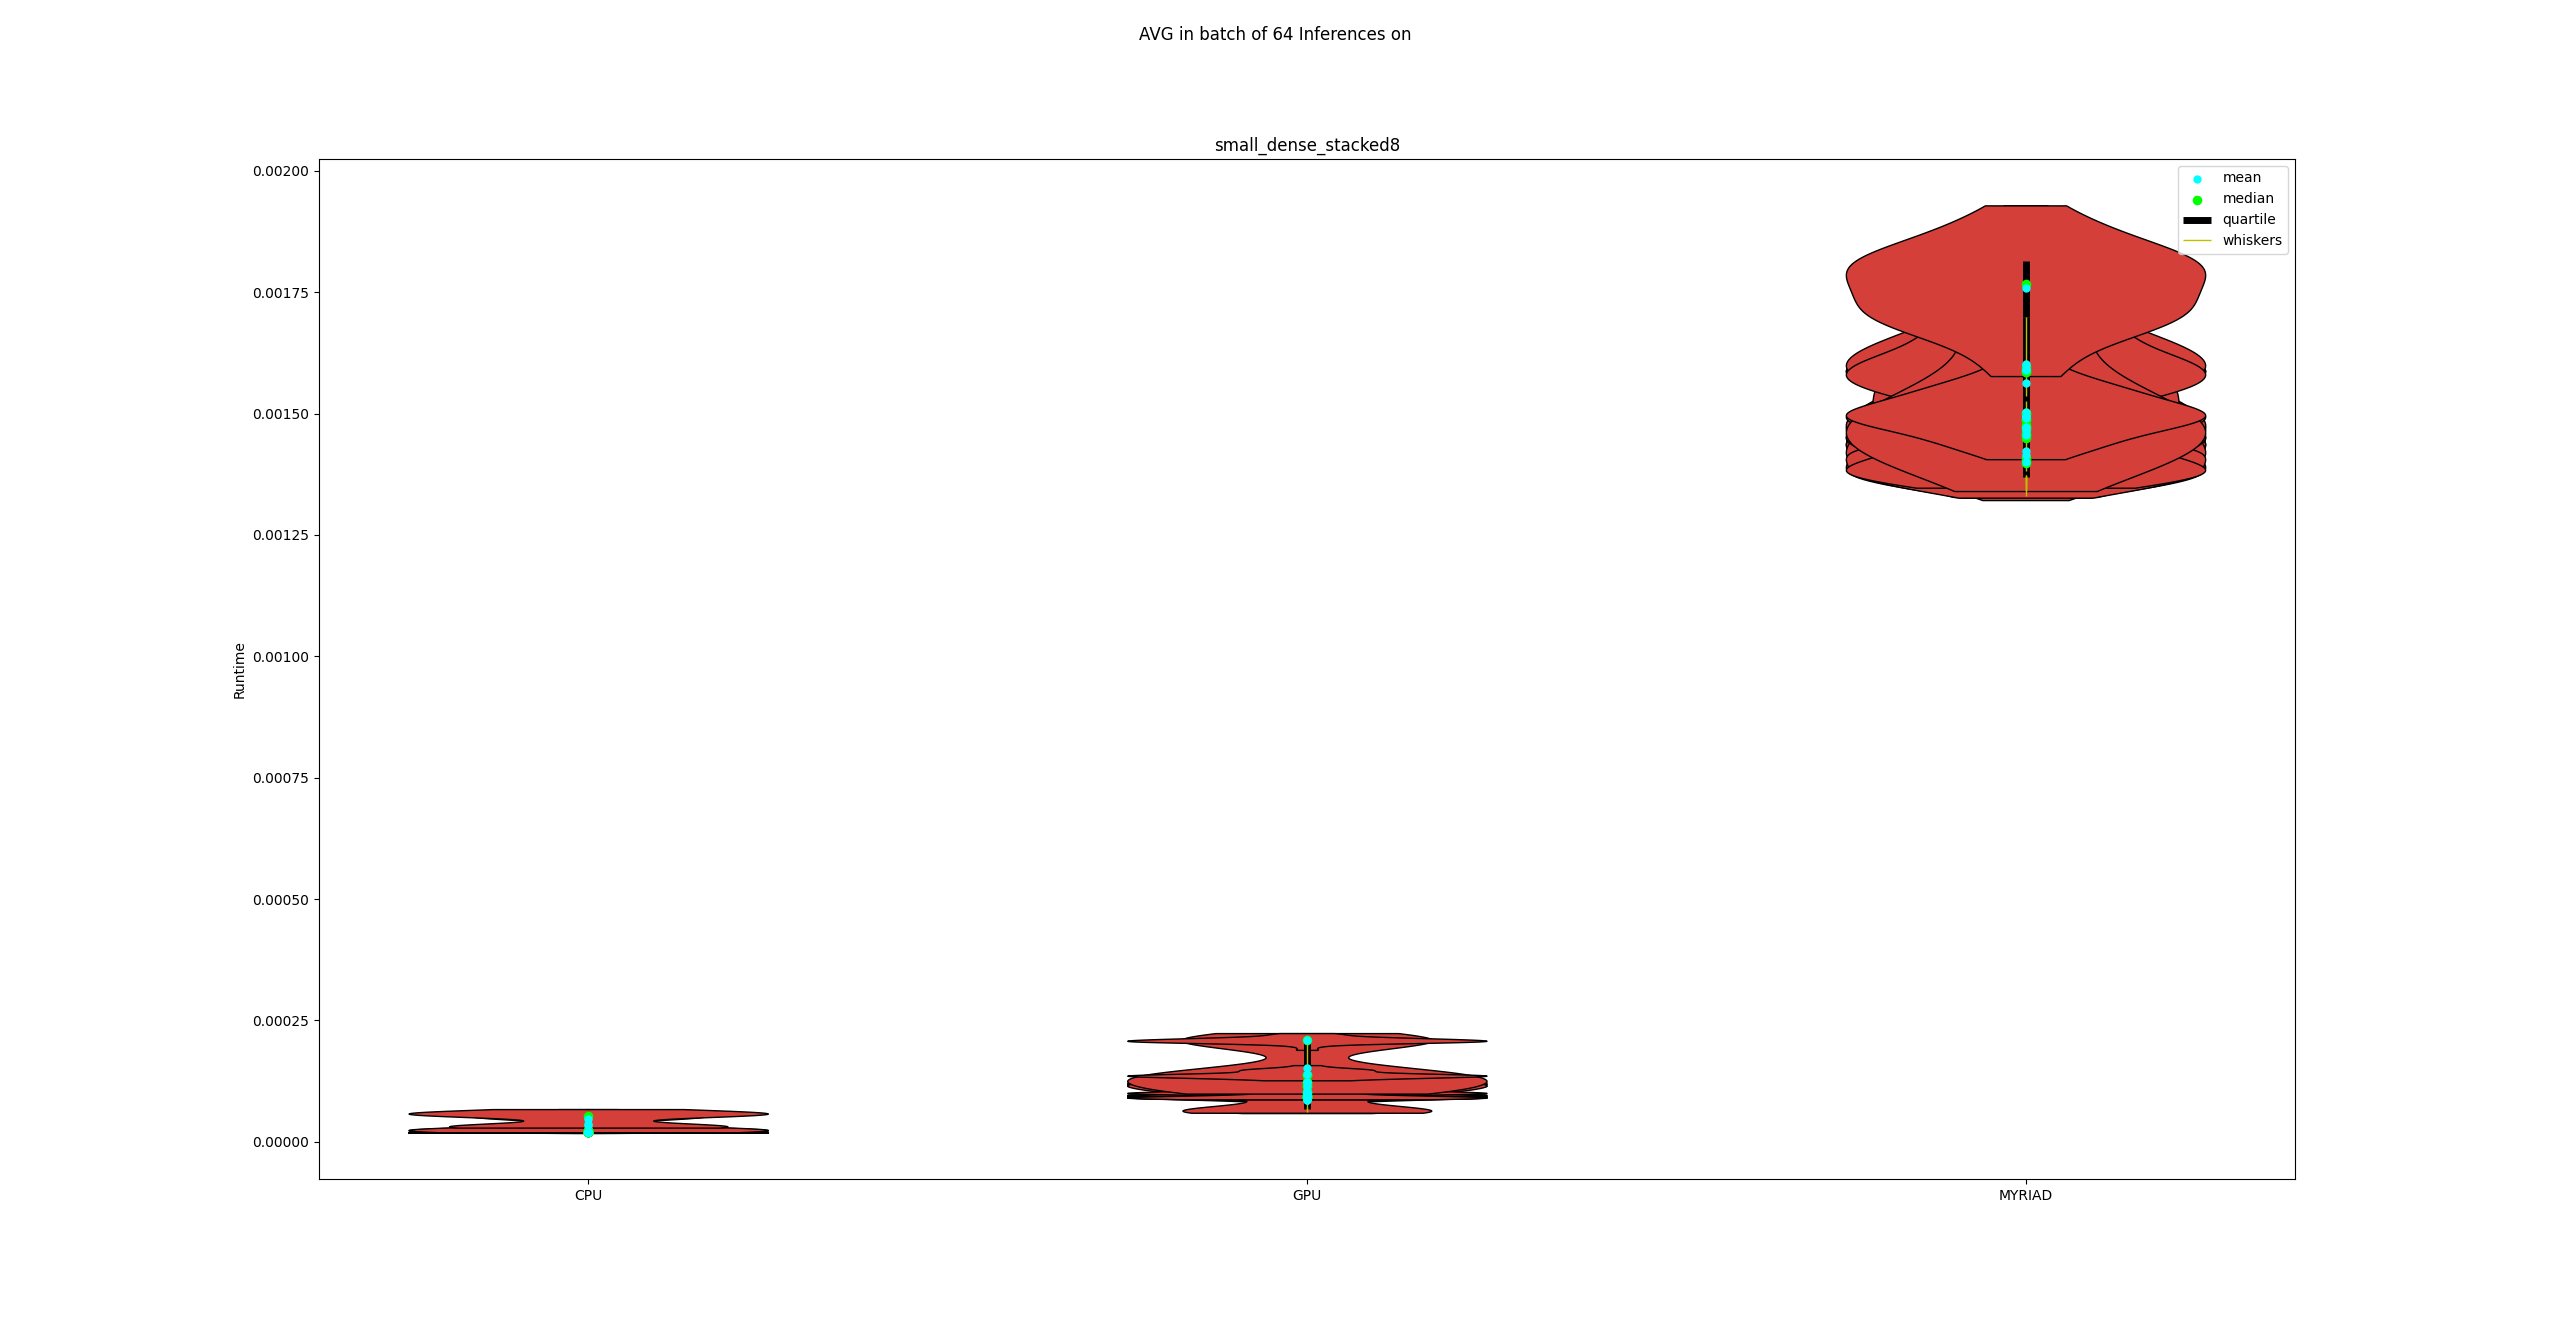 AVG in batch of 64 Inferences on
small_dense_stacked8
mean
median
quartile
whiskers
0.00200
0.00175
0.00150
0.00125
0.00100
0.00075
0.00050
0.00025
0.00000
Runtime
CPU
GPU
MYRIAD